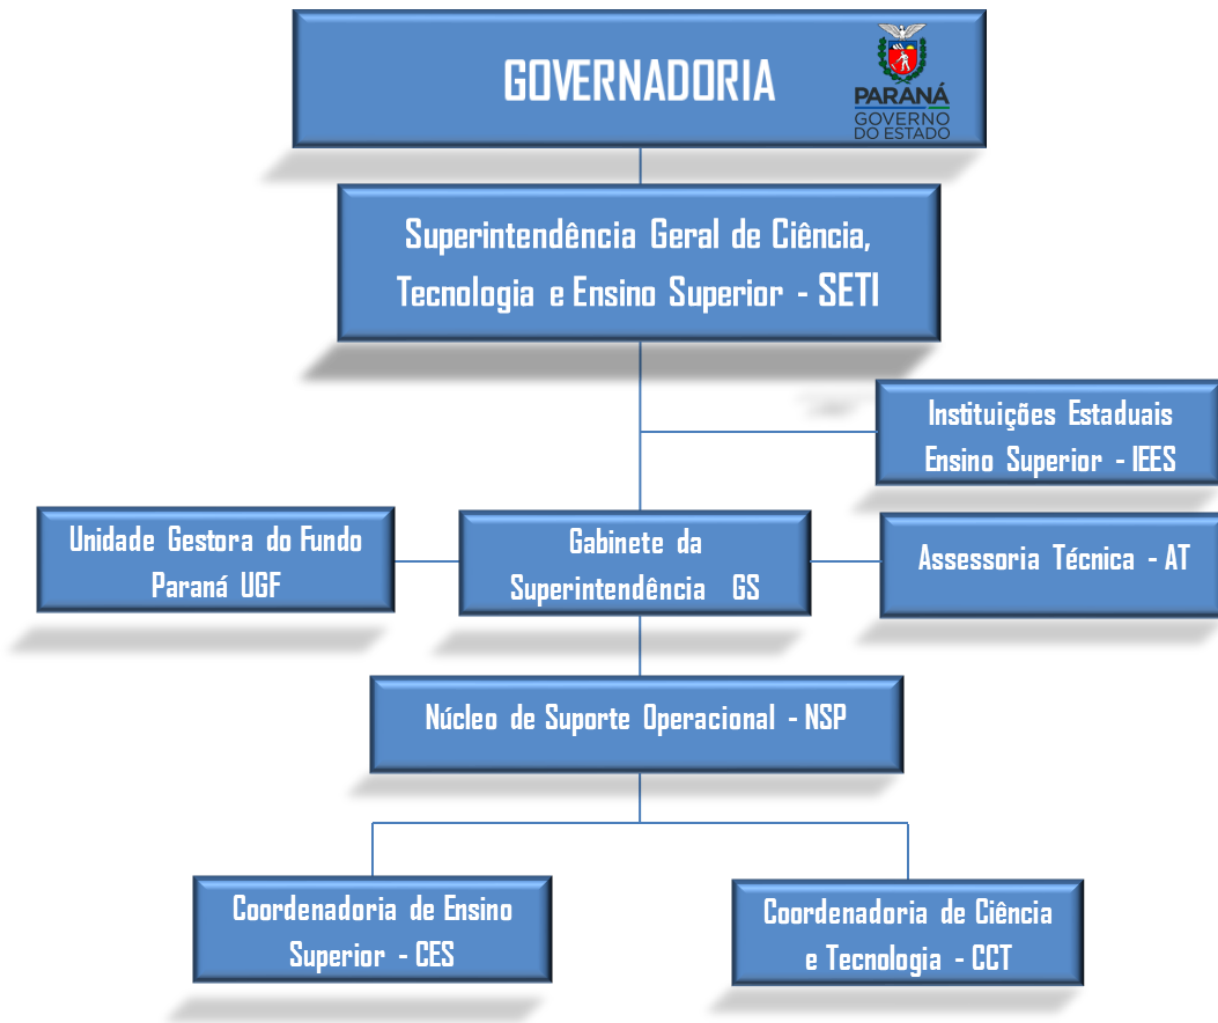 GOVERNADORIA
PARANÁ
GOVERNO
DO ESTADO
Superintendência Geral de Ciência,
Tecnologia e Ensino Superior - SETI
Instituições Estaduais
Ensino Superior - IEES
Unidade Gestora do Fundo
Paraná UGF
Gabinete da
Superintendência GS
Assessoria Técnica - AT
Núcleo de Suporte Operacional - NSP
Coordenadoria de Ensino
Superior - CES
Coordenadoria de Ciência
e Tecnologia - CCT